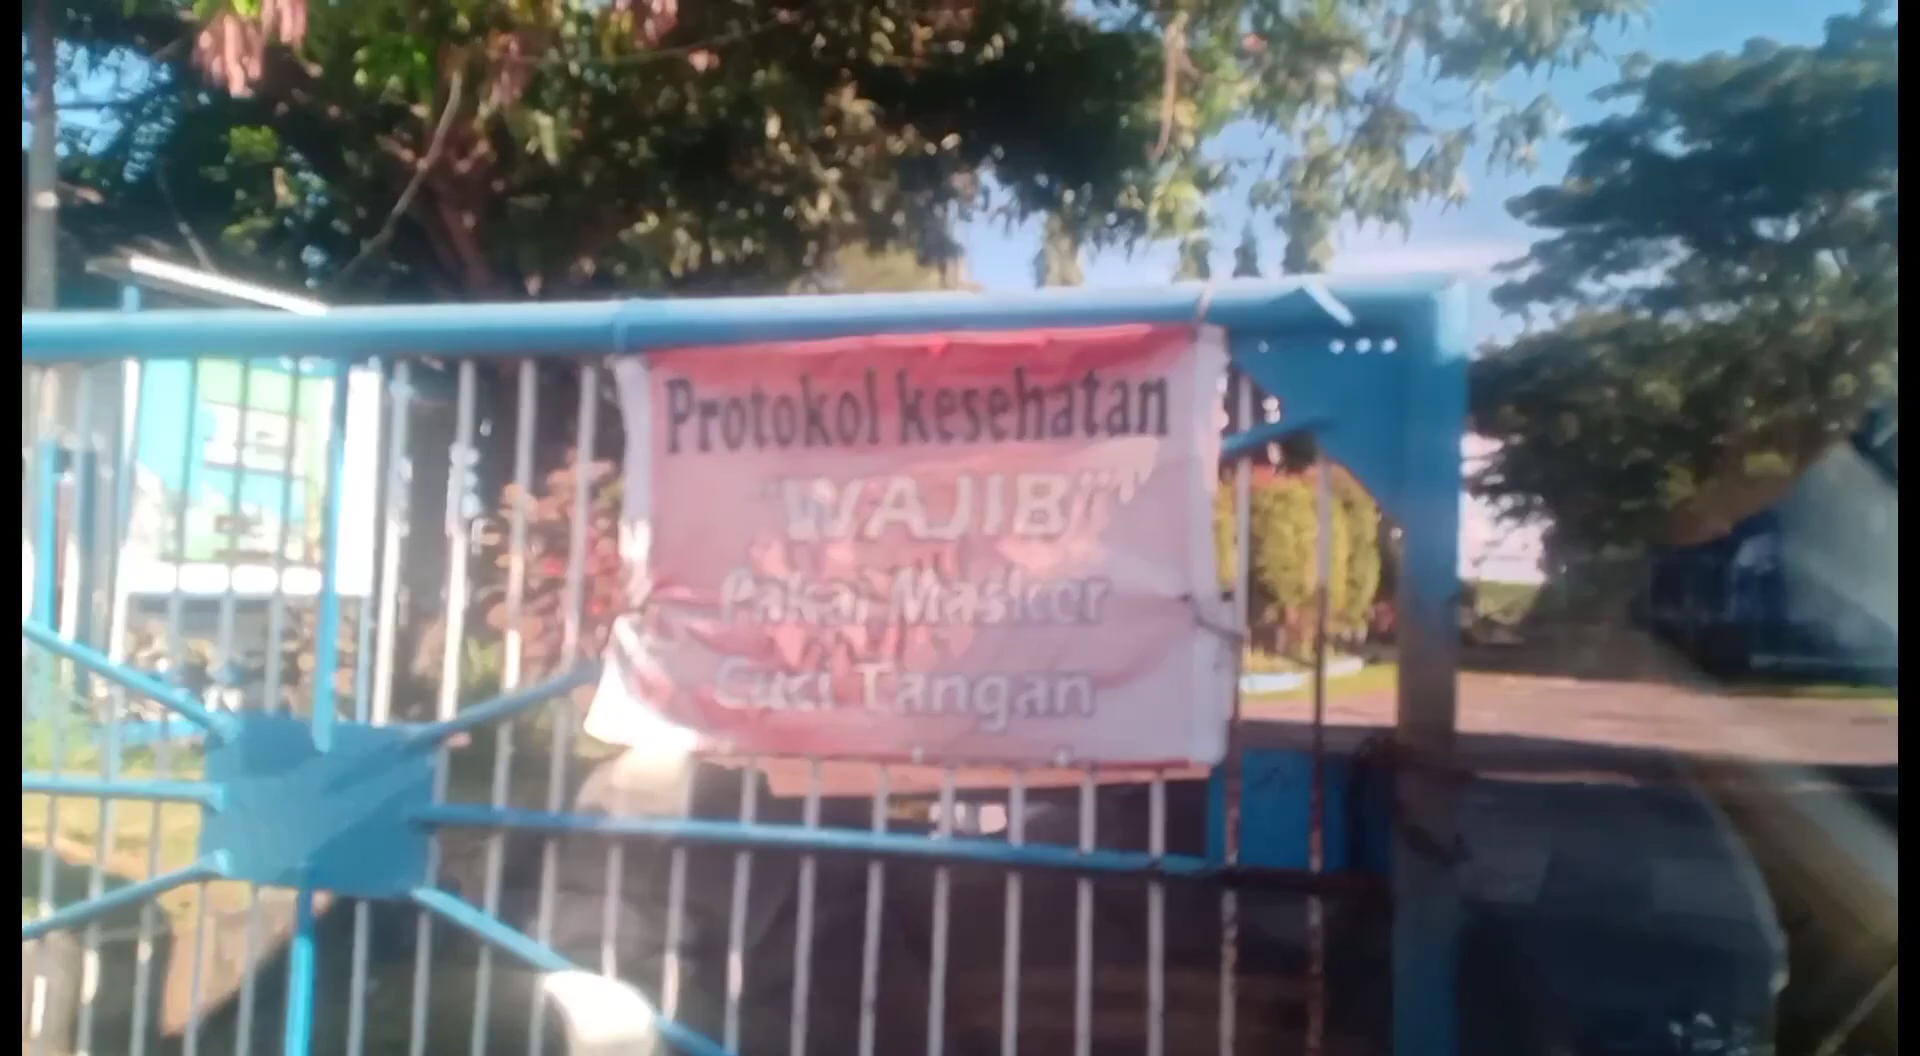 Protokol kesehatan
"WAJIB"
Pakai Masker
Cuci Tangan